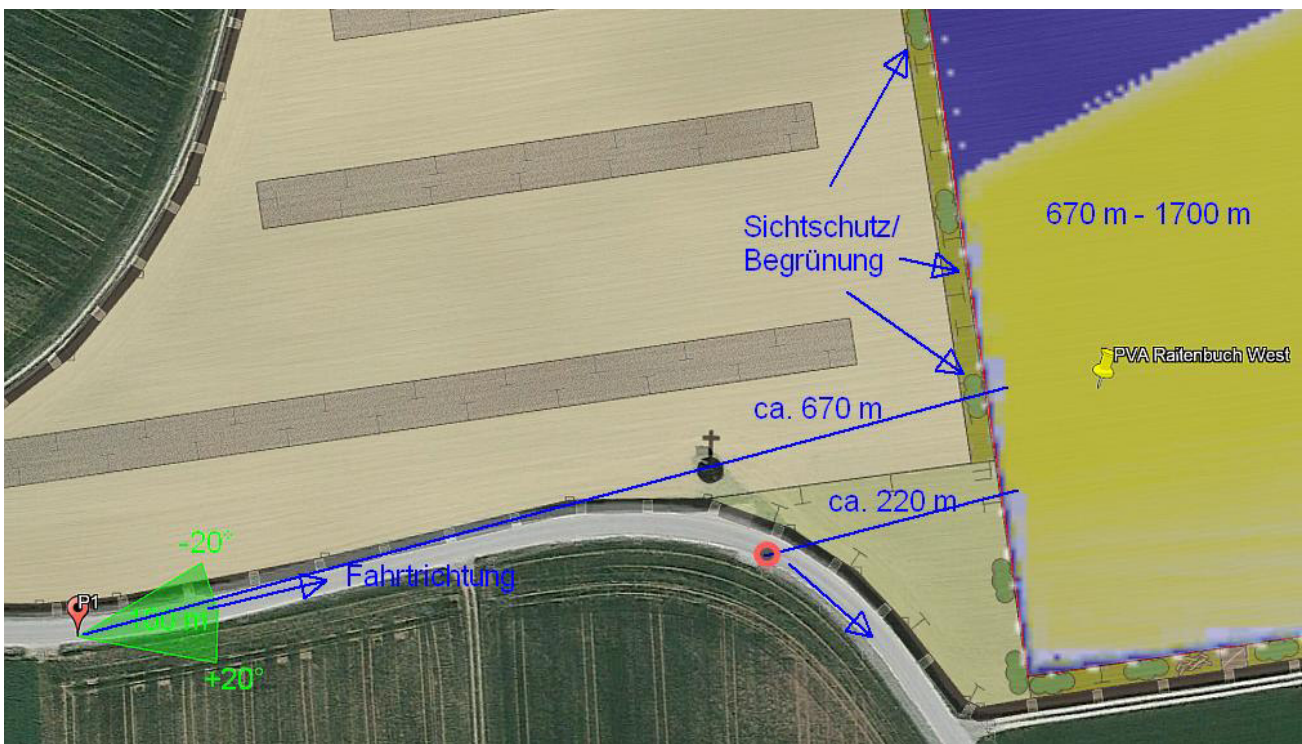 Sichtschutz/
Begrünung
670 m - 1700 m
PVA Raitenbuch West
ca. 670 m
ca. 220 m
-20°
Fahrtrichtung
P1
+20°